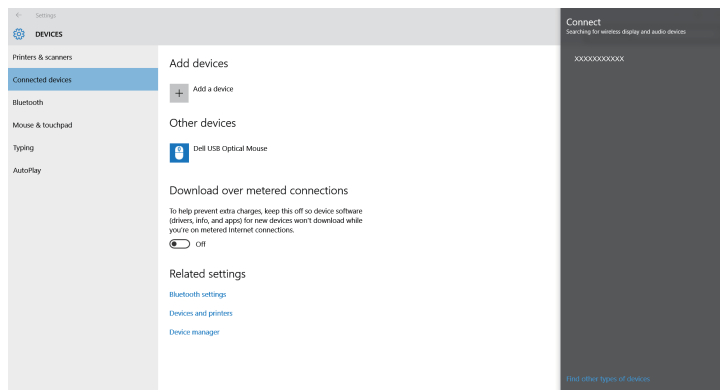 Settings
DEVICES
Printers & scanners
Connected devices
Bluetooth
Mouse & touchpad
Typing
AutoPlay
Add devices
Add a device
Other devices
Dell USB Optical Mouse
Download over metered connections
To help prevent extra charges, keep this off so device software
(drivers, info, and apps) for new devices won't download while
you're on metered Internet connections.
Off
Related settings
Bluetooth settings
Devices and printers
Device manager
Connect
Searching for wireless display and audio devices
XXXXXXXXXXX
Find other types of devices